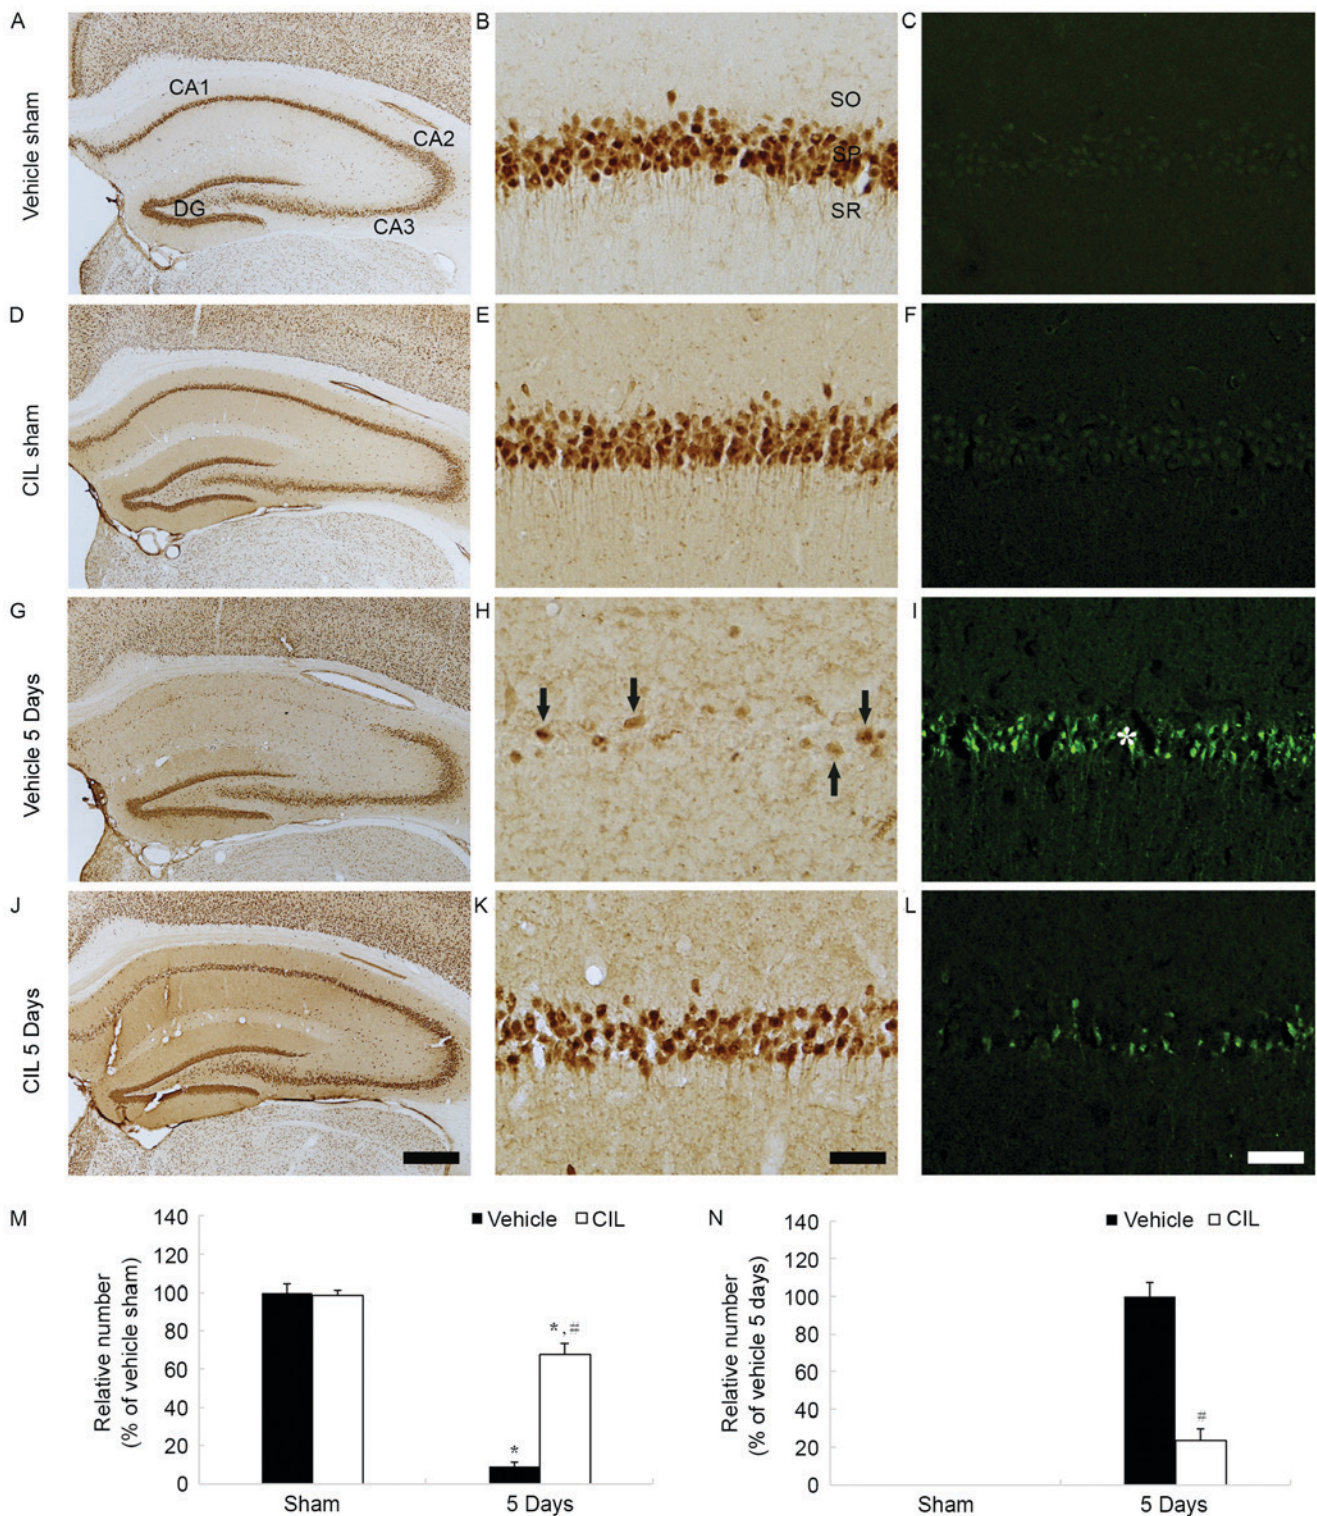 A
B
C
Vehicle sham
CA1
CA2
DG
CA3
SO
SP
SR
D
E
F
CIL sham
G
H
I
Vehicle 5 Days
*
J
K
L
CIL 5 Days
M
Vehicle CIL
Relative number
(% of vehicle sham)
140
120
100
80
60
40
20
0
*
*,#
Sham
5 Days
N
Vehicle CIL
Relative number
(% of vehicle 5 days)
140
120
100
80
60
40
20
0
#
Sham
5 Days